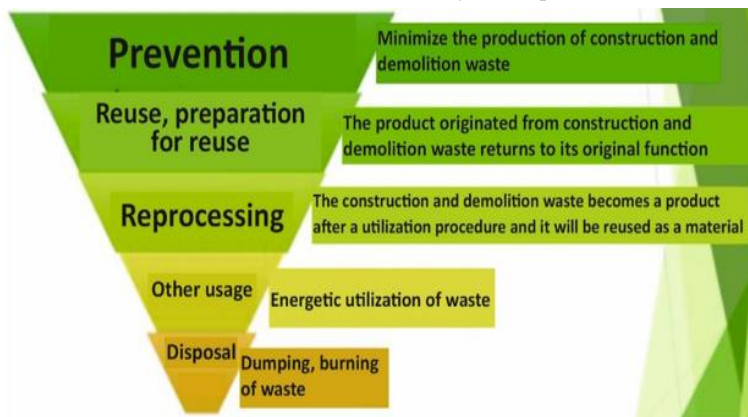 Prevention
Minimize the production of construction and
demolition waste
Reuse, preparation
for reuse
The product originated from construction and
demolition waste returns to its original function
Reprocessing
The construction and demolition waste becomes a product
after a utilization procedure and it will be reused as a material
Other usage
Energetic utilization of waste
Disposal
Dumping, burning
of waste